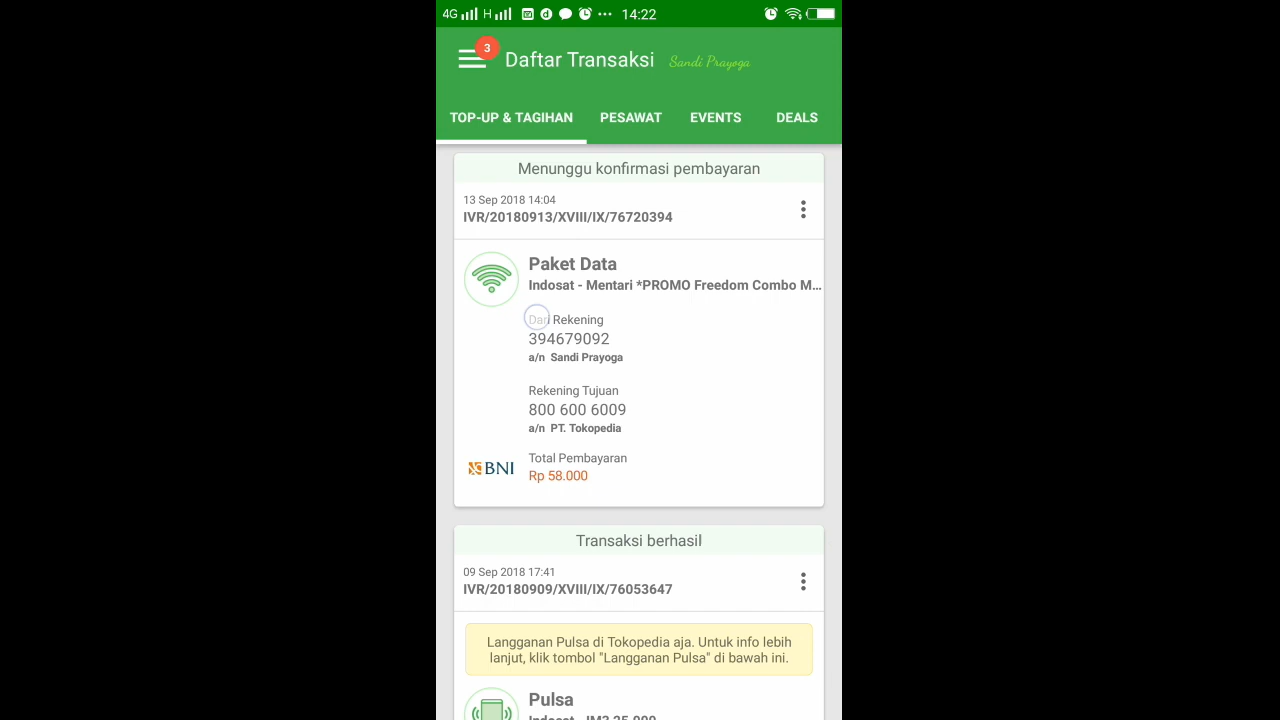 4G H 14:22
3 Daftar Transaksi Sandi Prayoga
TOP-UP & TAGIHAN PESAWAT EVENTS DEALS
Menunggu konfirmasi pembayaran
13 Sep 2018 14:04
IVR/20180913/XVIII/IX/76720394
Paket Data
Indosat - Mentari *PROMO Freedom Combo M...
Dari Rekening
394679092
a/n Sandi Prayoga
Rekening Tujuan
800 600 6009
a/n PT. Tokopedia
Total Pembayaran
BNI
Rp 58.000
Transaksi berhasil
09 Sep 2018 17:41
IVR/20180909/XVIII/IX/76053647
Langganan Pulsa di Tokopedia aja. Untuk info lebih
lanjut, klik tombol "Langganan Pulsa" di bawah ini.
Pulsa
Indosat - IM3 25.000